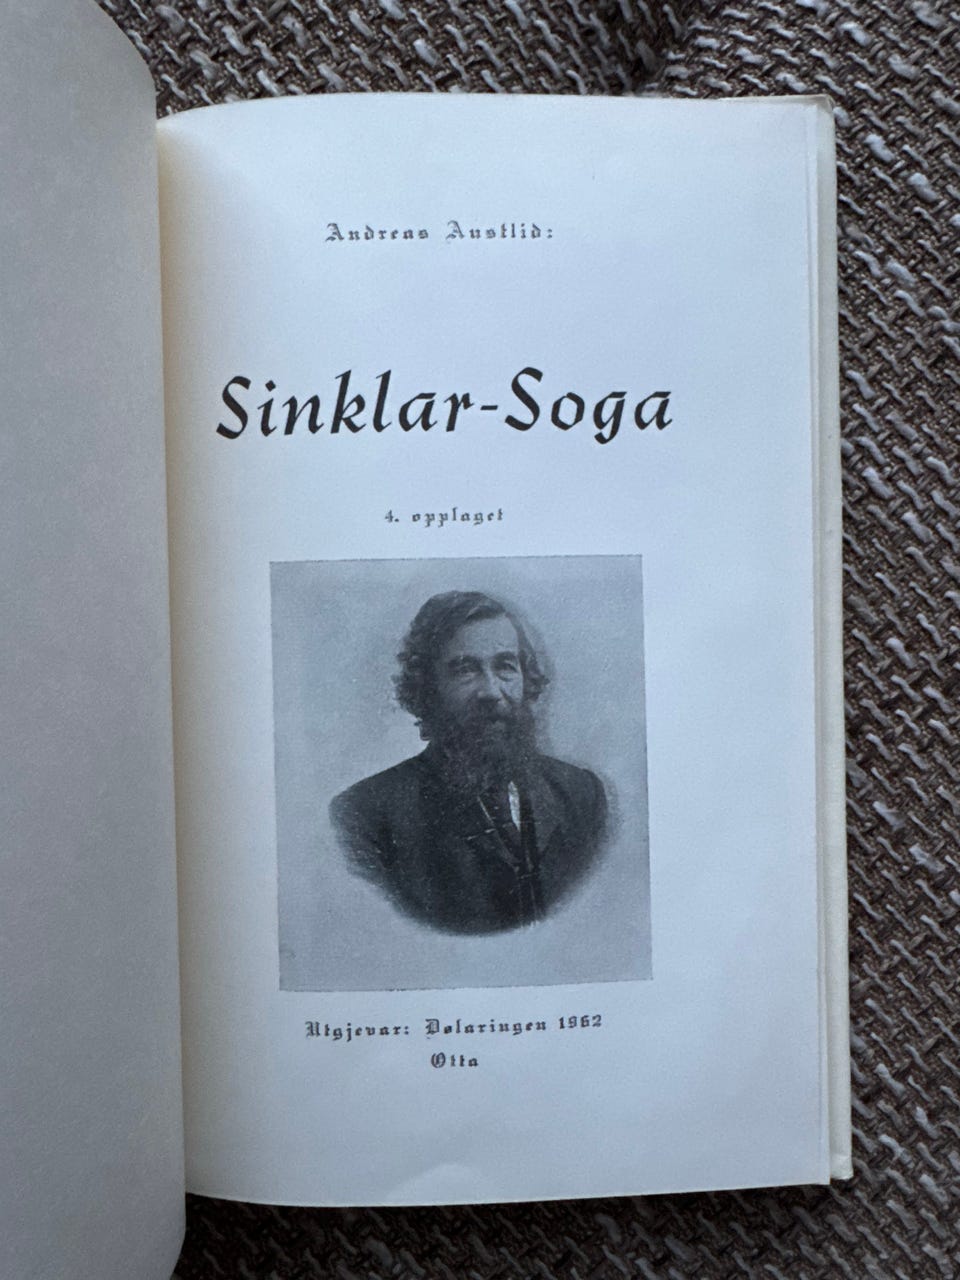 Andreas Austlid:
Sinklar-Soga
4. opplaget
Utgjevar: Dølaringen 1962
Otta